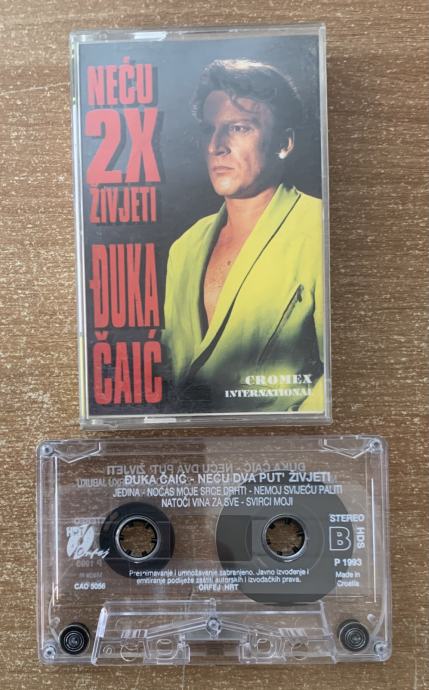 NEĆU
2X
ŽIVJETI
ĐUKA
ČAIĆ
CROMEX
INTERNATIONAL
ĐUKA ČAIĆ - NEĆU DVA PUT' ŽIVJETI
JEDINA - NOĆAS MOJE SRCE DRHTI - NEMOJ SVIJEĆU PALITI
NATOČI VINA ZA SVE - SVIRCI MOJI
STEREO
B
HDS
P 1993
Made in
Croatia
Orfej
CAO 5056
Presnimavanje i umnožavanje zabranjeno. Javno izvođenje i
emitiranje podliježe zaštiti autorskih i izvođačkih prava.
ORFEJ HRT